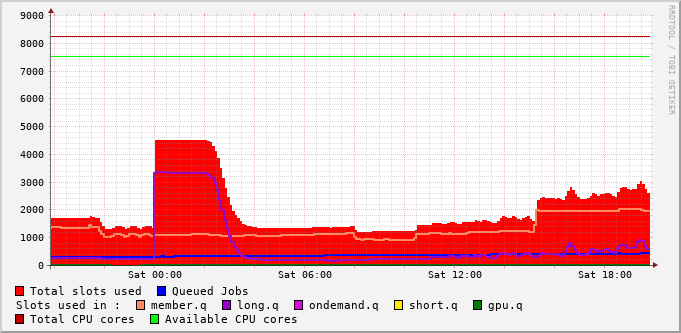 RRDTOOL / TOBI OETIKER
9000
8000
7000
6000
5000
4000
3000
2000
1000
0
Sat 00:00 Sat 06:00 Sat 12:00 Sat 18:00
Total slots used Queued Jobs
Slots used in : member.q long.q ondemand.q short.q gpu.q
Total CPU cores Available CPU cores